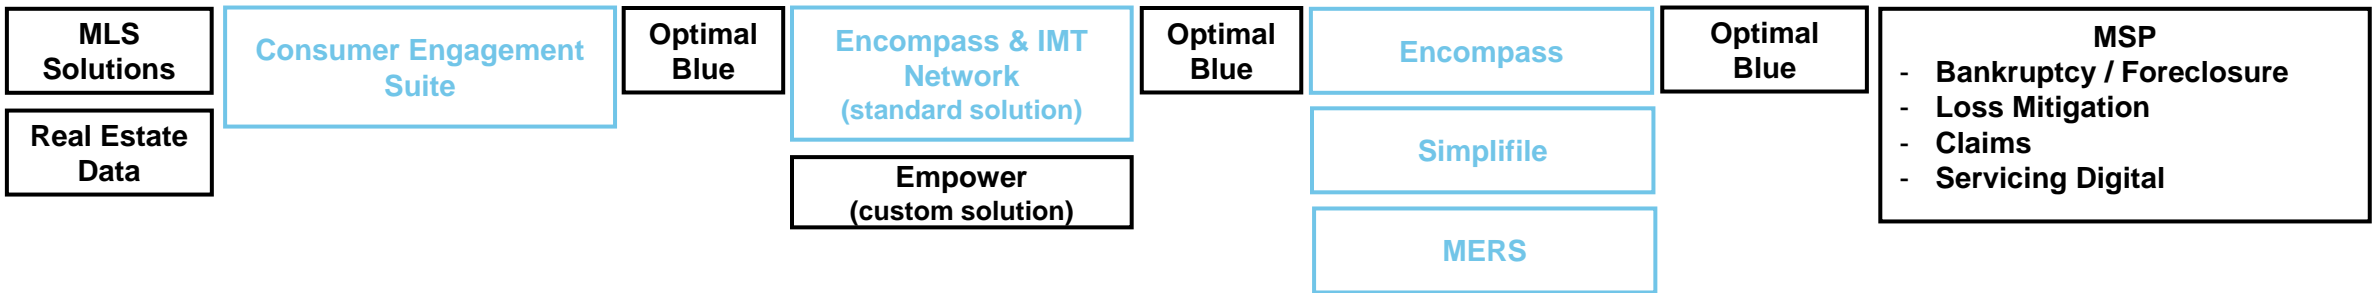 MLS
Solutions
Real Estate
Data
Consumer Engagement
Suite
Optimal
Blue
Encompass & IMT
Network
(standard solution)
Empower
(custom solution)
Optimal
Blue
Encompass
Simplifile
MERS
Optimal
Blue
MSP
- Bankruptcy / Foreclosure
- Loss Mitigation
- Claims
- Servicing Digital